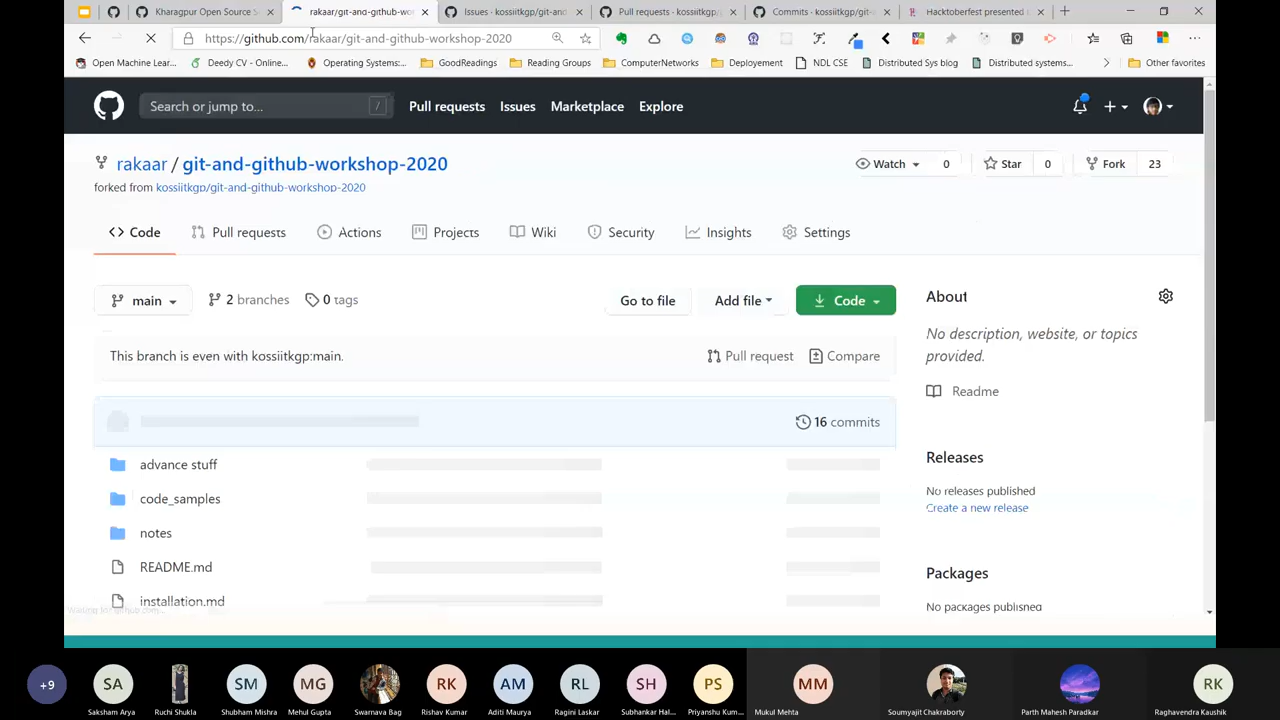 Kharagpur Open Source S
rakaar/git-and-github-wo
Issues · kossiitkgp/git-and
Pull requests · kossiitkgp/
Commits · kossiitkgp/git-
Hacktoberfest presented
https://github.com/rakaar/git-and-github-workshop-2020
Open Machine Lear...
Deedy CV - Online...
Operating Systems:...
GoodReadings
Reading Groups
ComputerNetworks
Deployement
NDL CSE
Distributed Sys blog
Distributed systems...
Other favorites
Search or jump to...
/
Pull requests
Issues
Marketplace
Explore
rakaar / git-and-github-workshop-2020
forked from kossiitkgp/git-and-github-workshop-2020
Watch
0
Star
0
Fork
23
Code
Pull requests
Actions
Projects
Wiki
Security
Insights
Settings
main
2 branches
0 tags
Go to file
Add file
Code
This branch is even with kossiitkgp:main.
Pull request
Compare
16 commits
advance stuff
code_samples
notes
README.md
installation.md
About
No description, website, or topics
provided.
Readme
Releases
No releases published
Create a new release
Packages
No packages published
Waiting for github.com...
+9
SA
Saksham Arya
Ruchi Shukla
SM
Shubham Mishra
MG
Mehul Gupta
Swarnava Bag
RK
Rishav Kumar
AM
Aditi Maurya
RL
Ragini Laskar
SH
Subhankar Hal...
PS
Priyanshu Kum...
MM
Mukul Mehta
Soumyajit Chakraborty
Parth Mahesh Paradkar
RK
Raghavendra Kaushik